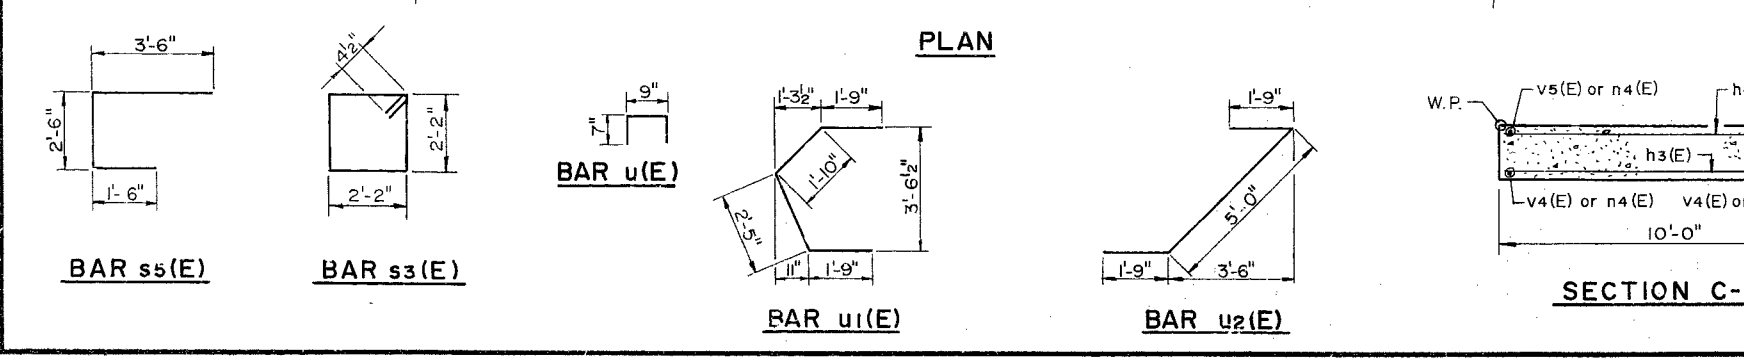 PLAN
3'-6"
2'-6"
1'-6"
BAR s5(E)
4½"
2'-2"
2'-2"
BAR s3(E)
9"
7"
BAR u(E)
1'-3½"
1'-9"
1'-10"
3'-6½"
2'-5"
11"
1'-9"
BAR u1(E)
1'-9"
5'-0"
1'-9"
3'-6"
BAR u2(E)
W.P.
v5(E) or n4(E)
h3(E)
v4(E) or n4(E)
v4(E)
10'-0"
SECTION C-